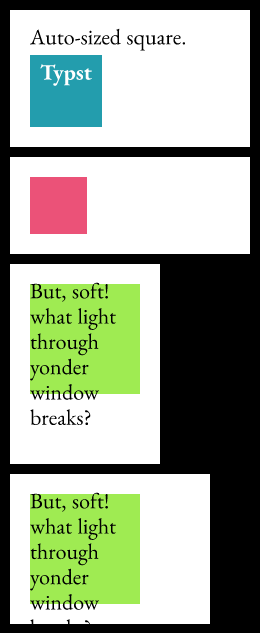 Auto-sized square.
Typst
But, soft!
what light
through
yonder
window
breaks?
But, soft!
what light
through
yonder
window